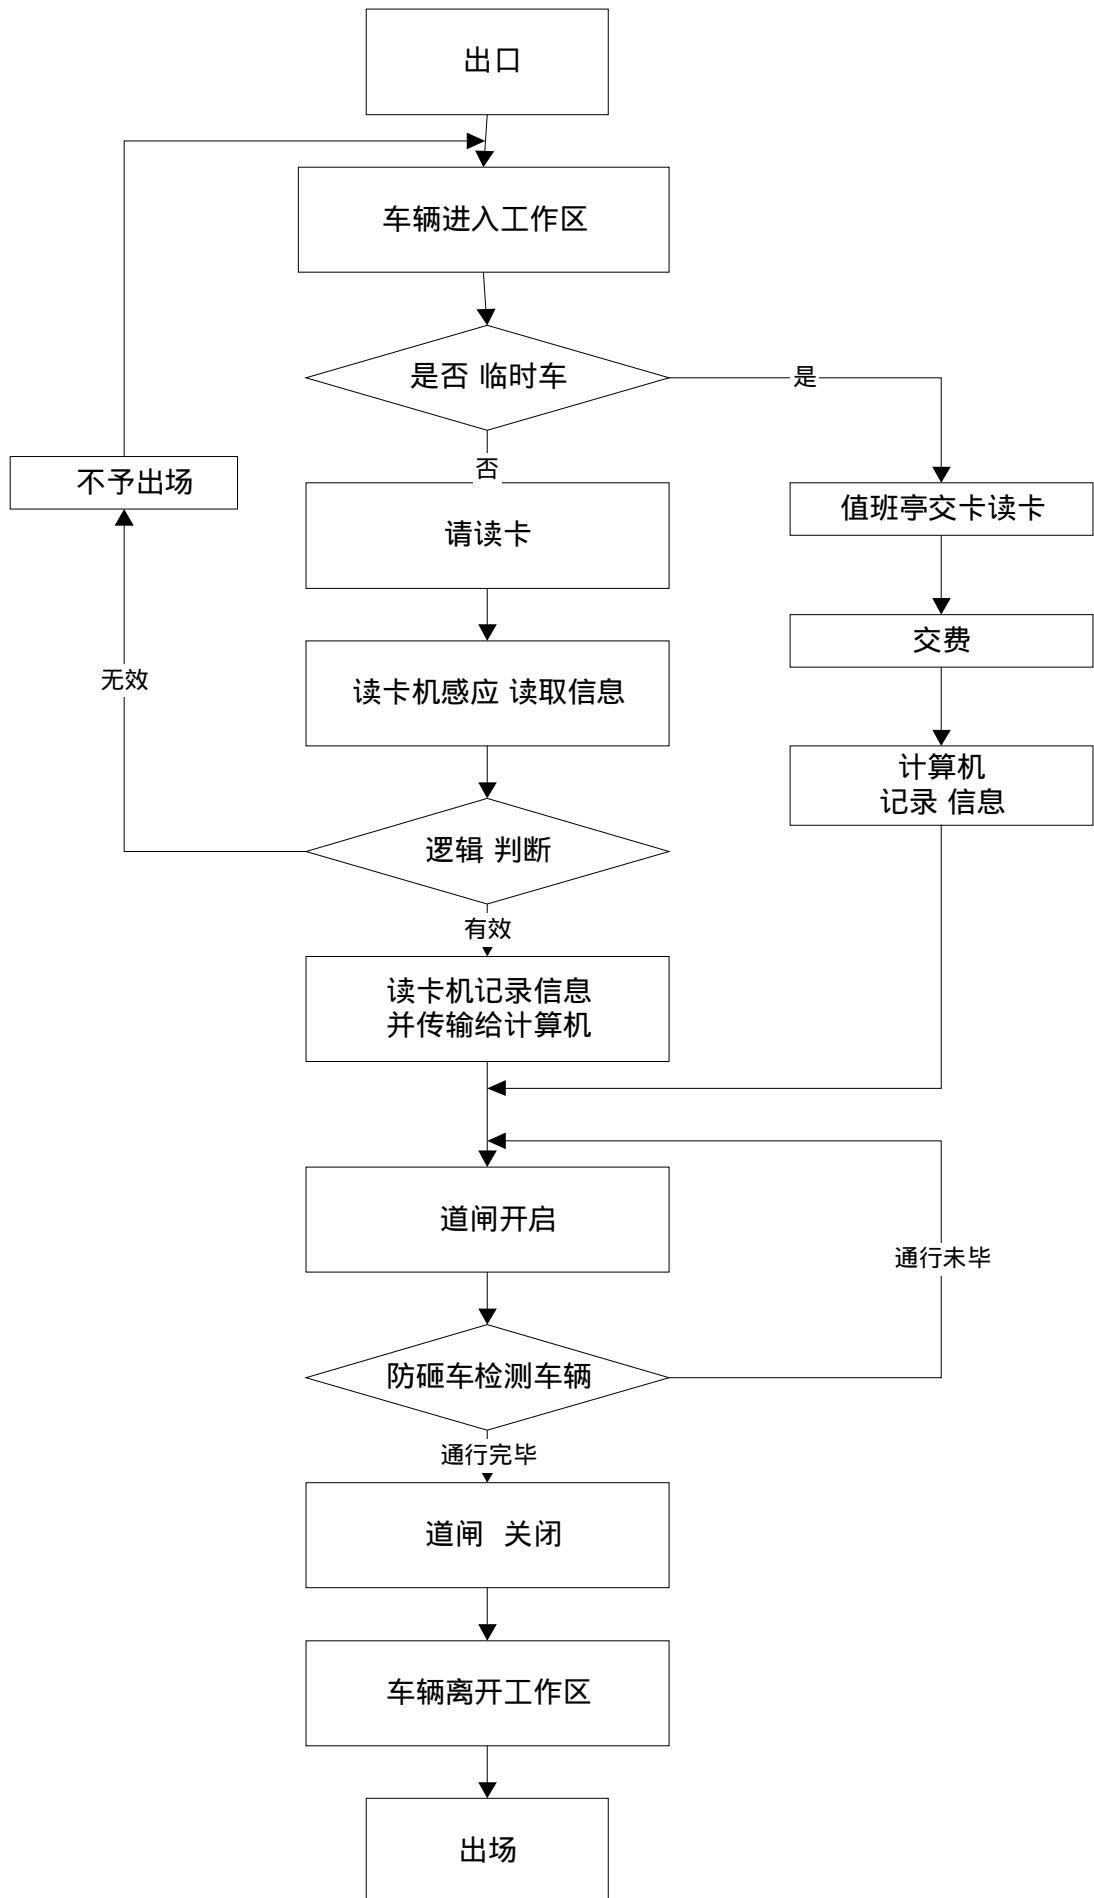 出口
车辆进入工作区
是否 临时车
是
否
不予出场
请读卡
值班亭交卡读卡
交费
无效
读卡机感应 读取信息
计算机
记录 信息
逻辑 判断
有效
读卡机记录信息
并传输给计算机
道闸开启
通行未毕
防砸车检测车辆
通行完毕
道闸  关闭
车辆离开工作区
出场